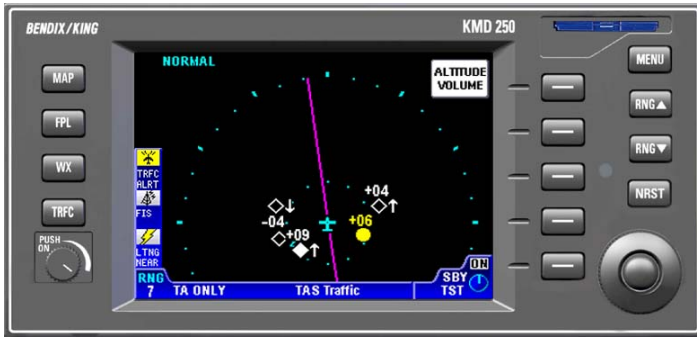 BENDIX/KING
KMD 250
MAP
FPL
WX
TRFC
PUSH
ON
MENU
RNG▲
RNG▼
NRST
NORMAL
ALTITUDE
VOLUME
TRFC
ALRT
FIS
LTNG
NEAR
+04
-04
+06
+09
ON
RNG
7
TA ONLY
TAS Traffic
SBY
TST